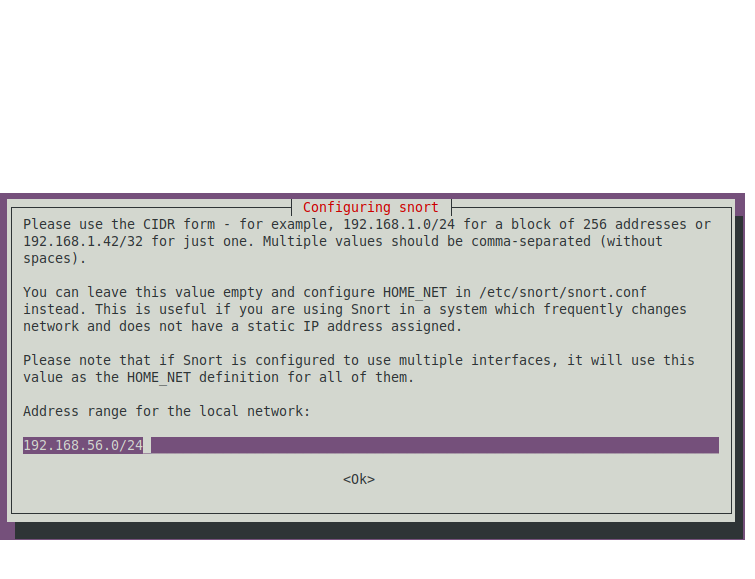 Configuring snort
Please use the CIDR form - for example, 192.168.1.0/24 for a block of 256 addresses or
192.168.1.42/32 for just one. Multiple values should be comma-separated (without
spaces).
You can leave this value empty and configure HOME_NET in /etc/snort/snort.conf
instead. This is useful if you are using Snort in a system which frequently changes
network and does not have a static IP address assigned.
Please note that if Snort is configured to use multiple interfaces, it will use this
value as the HOME_NET definition for all of them.
Address range for the local network:
192.168.56.0/24
<Ok>